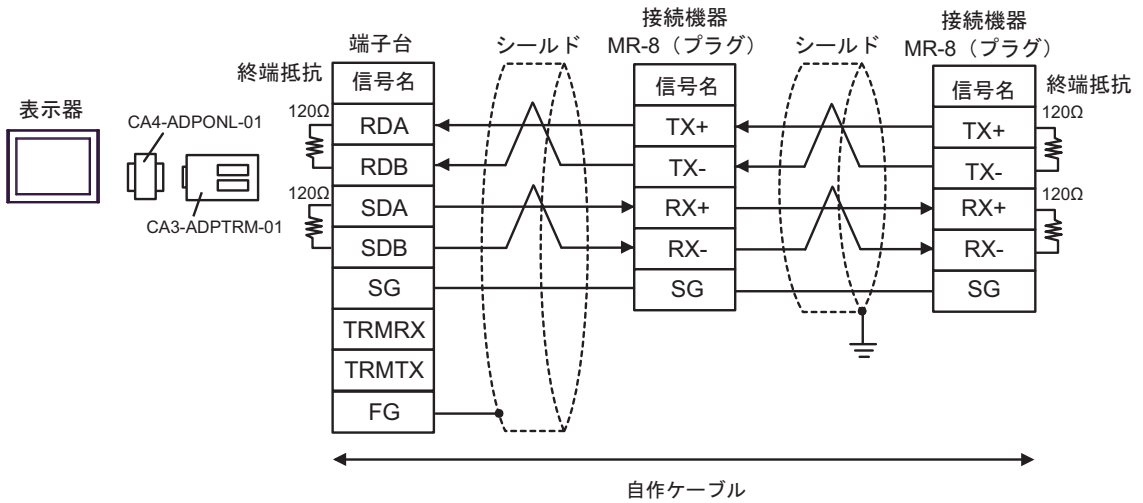 表示器
CA4-ADPONL-01
CA3-ADPTRM-01
終端抵抗
120Ω
120Ω
端子台
信号名
RDA
RDB
SDA
SDB
SG
TRMRX
TRMTX
FG
シールド
接続機器
MR-8（プラグ）
信号名
TX+
TX-
RX+
RX-
SG
シールド
接続機器
MR-8（プラグ）
信号名
TX+
TX-
RX+
RX-
SG
終端抵抗
120Ω
120Ω
自作ケーブル